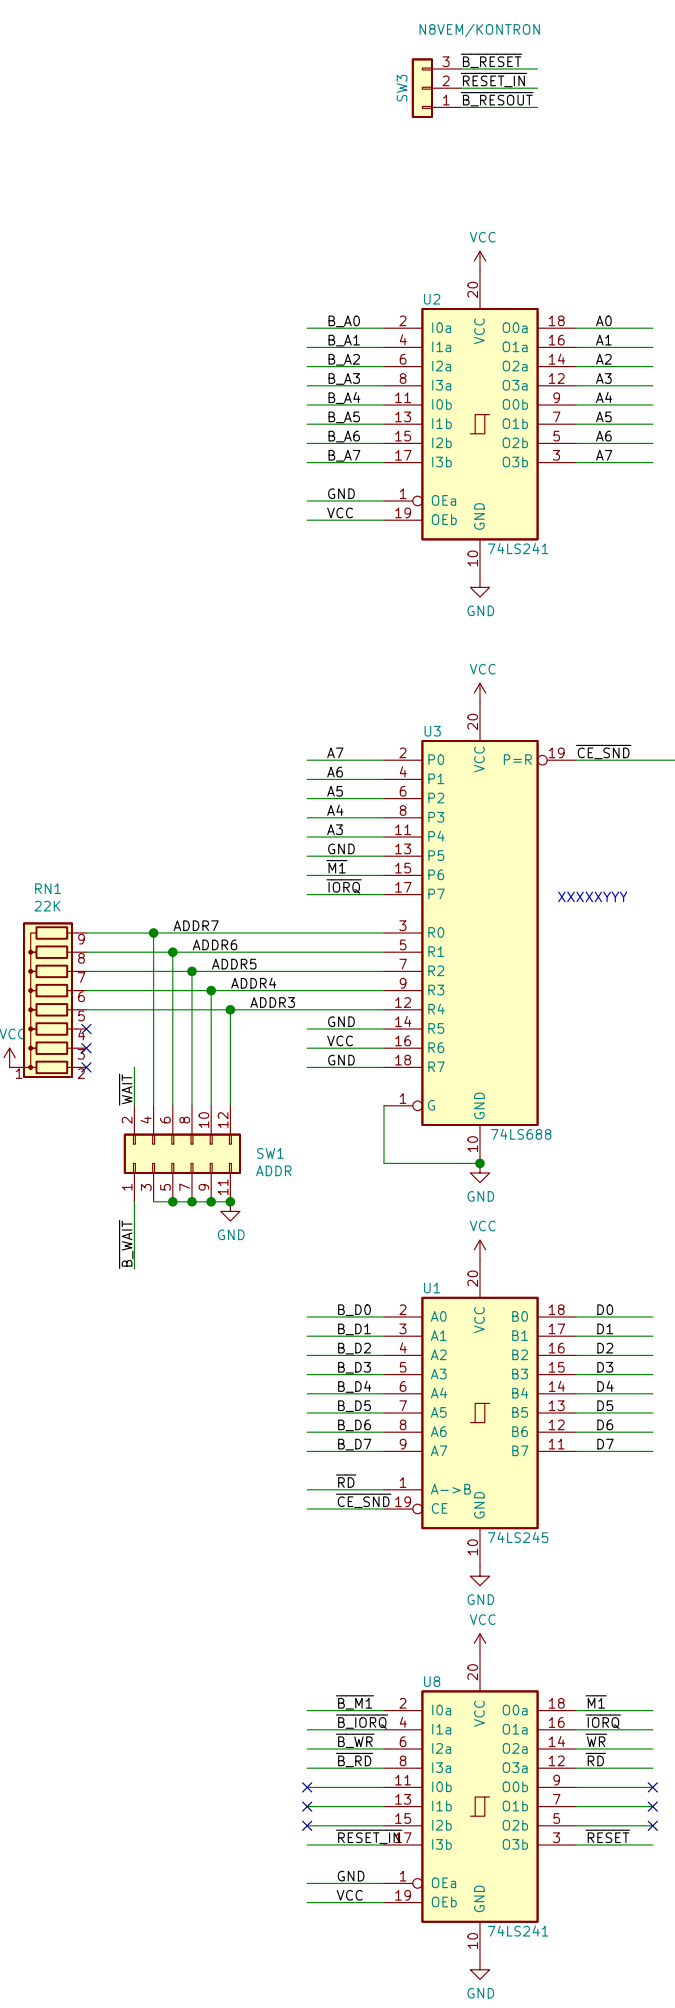 N8VEM/KONTRON
SW3
3 B_RESET
2 RESET_IN
1 B_RESOUT
VCC
20
U2
B_A0 2 I0a VCC O0a 18 A0
B_A1 4 I1a O1a 16 A1
B_A2 6 I2a O2a 14 A2
B_A3 8 I3a O3a 12 A3
B_A4 11 I0b O0b 9 A4
B_A5 13 I1b O1b 7 A5
B_A6 15 I2b O2b 5 A6
B_A7 17 I3b O3b 3 A7
GND 1 OEa GND
VCC 19 OEb
74LS241
10
GND
VCC
20
U3
A7 2 P0 VCC P=R 19 CE_SND
A6 4 P1
A5 6 P2
A4 8 P3
A3 11 P4
GND 13 P5
M1 15 P6
IORQ 17 P7
XXXXXYYY
RN1
22K
9 ADDR7 3 R0
8 ADDR6 5 R1
7 ADDR5 7 R2
6 ADDR4 9 R3
5 ADDR3 12 R4
4 GND 14 R5
VCC 3 VCC 16 R6
1 2 GND 18 R7
WAIT
2 4 6 8 10 12
1 G GND
74LS688
10
GND
SW1
ADDR
1 3 5 7 9 11
B_WAIT
GND
VCC
20
U1
B_D0 2 A0 VCC B0 18 D0
B_D1 3 A1 B1 17 D1
B_D2 4 A2 B2 16 D2
B_D3 5 A3 B3 15 D3
B_D4 6 A4 B4 14 D4
B_D5 7 A5 B5 13 D5
B_D6 8 A6 B6 12 D6
B_D7 9 A7 B7 11 D7
RD 1 A->B GND
CE_SND 19 CE
74LS245
10
GND
VCC
20
U8
B_M1 2 I0a VCC O0a 18 M1
B_IORQ 4 I1a O1a 16 IORQ
B_WR 6 I2a O2a 14 WR
B_RD 8 I3a O3a 12 RD
11 I0b O0b 9
13 I1b O1b 7
15 I2b O2b 5
RESET_IN 17 I3b O3b 3 RESET
GND 1 OEa GND
VCC 19 OEb
74LS241
10
GND